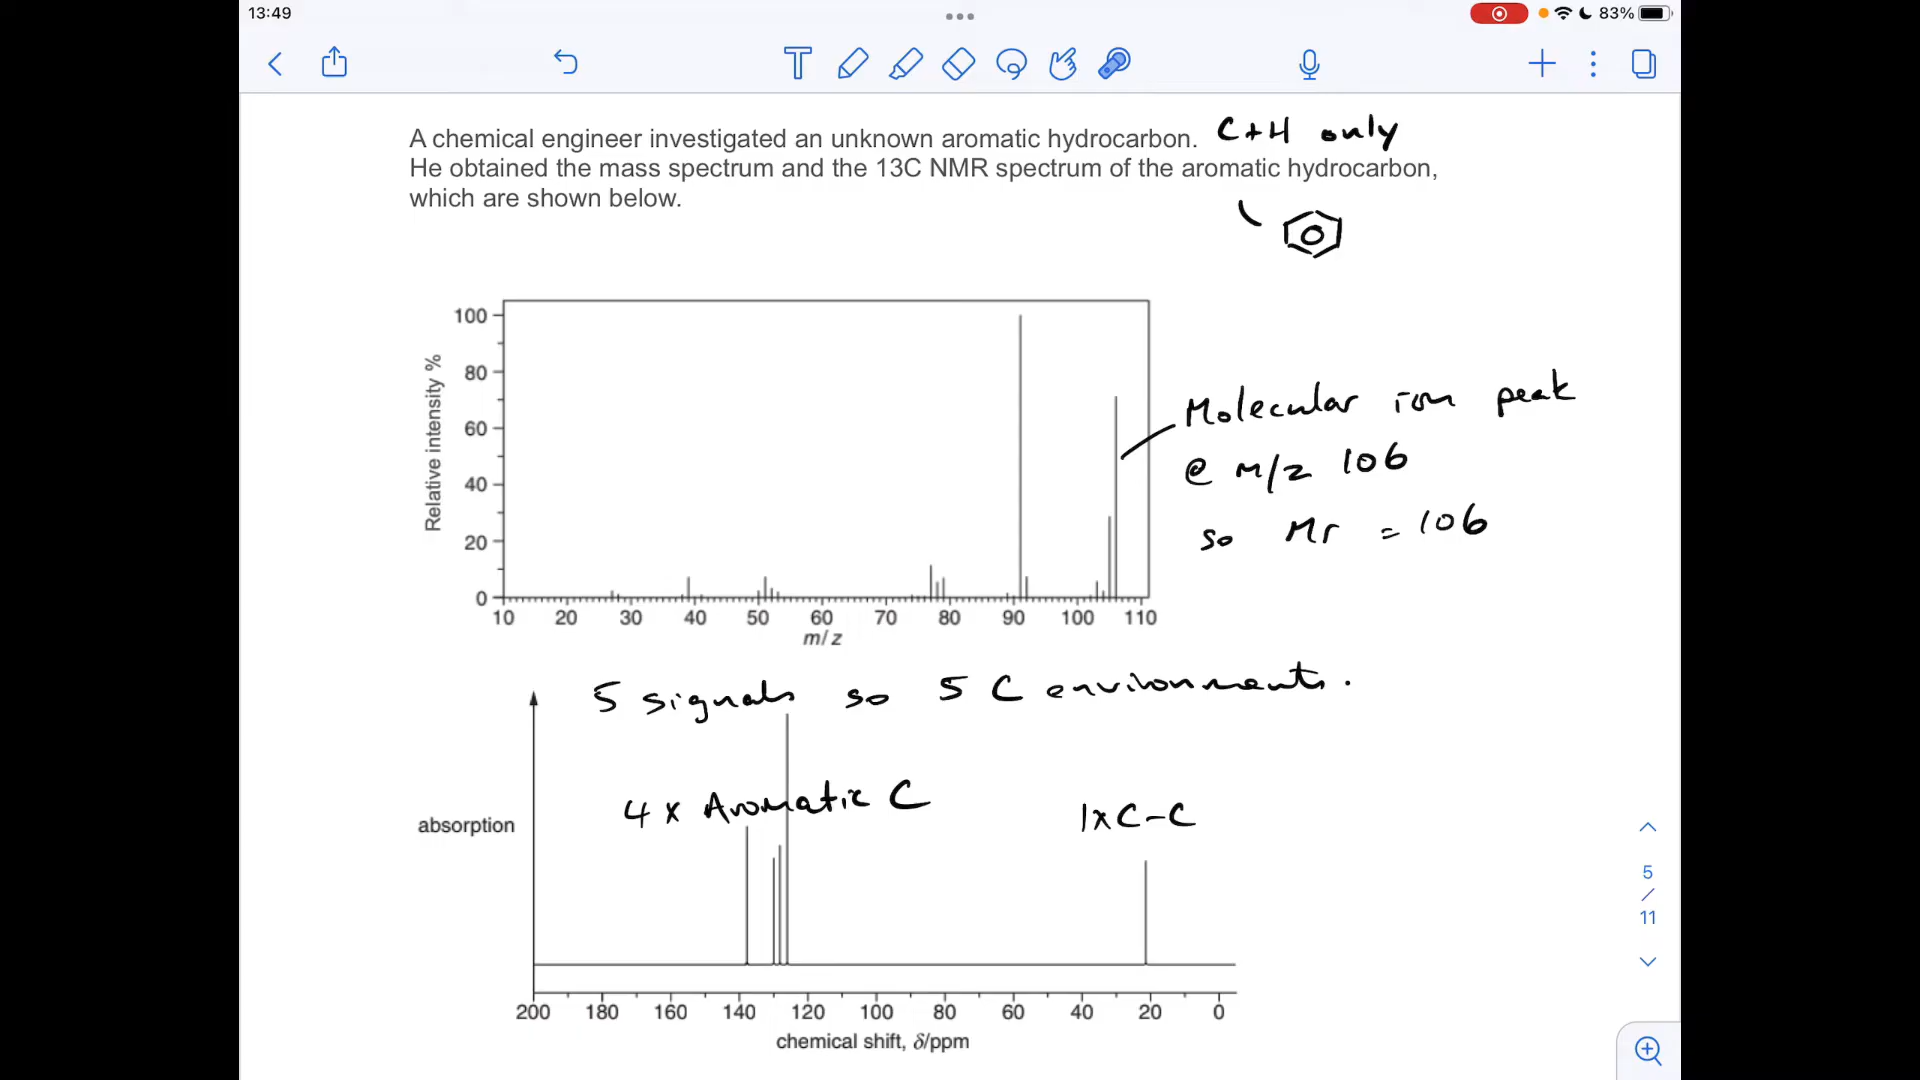 13:49
83%
A chemical engineer investigated an unknown aromatic hydrocarbon. C+H only
He obtained the mass spectrum and the 13C NMR spectrum of the aromatic hydrocarbon,
which are shown below.
Relative intensity %
100
80
60
40
20
0
10 20 30 40 50 60 70 80 90 100 110
m/z
Molecular ion peak
@ m/z 106
so Mr = 106
5 signals so 5 C environments.
4 x Aromatic C
1xC-C
absorption
200 180 160 140 120 100 80 60 40 20 0
chemical shift, δ/ppm
5
/
11